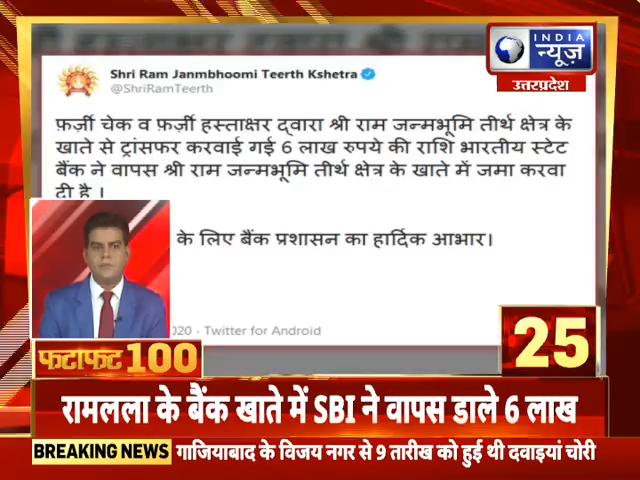 INDIA
न्यूज़
उत्तरप्रदेश
Shri Ram Janmbhoomi Teerth Kshetra
@ShriRamTeerth
फ़र्ज़ी चेक व फ़र्ज़ी हस्ताक्षर द्वारा श्री राम जन्मभूमि तीर्थ क्षेत्र के
खाते से ट्रांसफर करवाई गई 6 लाख रुपये की राशि भारतीय स्टेट
बैंक ने वापस श्री राम जन्मभूमि तीर्थ क्षेत्र के खाते में जमा करवा
दी है ।
के लिए बैंक प्रशासन का हार्दिक आभार।
2020 · Twitter for Android
25
फटाफट 100
रामलला के बैंक खाते में SBI ने वापस डाले 6 लाख
BREAKING NEWS गाजियाबाद के विजय नगर से 9 तारीख को हुई थी दवाइयां चोरी